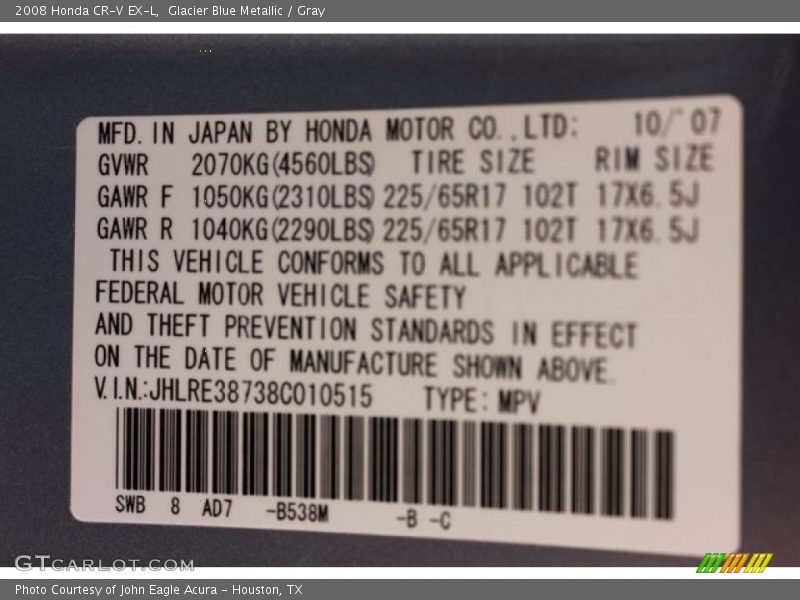 2008 Honda CR-V EX-L,  Glacier Blue Metallic / Gray
MFD. IN JAPAN BY HONDA MOTOR CO., LTD: 10/'07
GVWR 2070KG(4560LBS) TIRE SIZE RIM SIZE
GAWR F 1050KG(2310LBS) 225/65R17 102T 17X6.5J
GAWR R 1040KG(2290LBS) 225/65R17 102T 17X6.5J
THIS VEHICLE CONFORMS TO ALL APPLICABLE
FEDERAL MOTOR VEHICLE SAFETY
AND THEFT PREVENTION STANDARDS IN EFFECT
ON THE DATE OF MANUFACTURE SHOWN ABOVE.
V.I.N.:JHLRE38738C010515 TYPE: MPV
SWB 8 AD7 -B538M -B -C
GTCARLOT.COM
Photo Courtesy of John Eagle Acura - Houston, TX